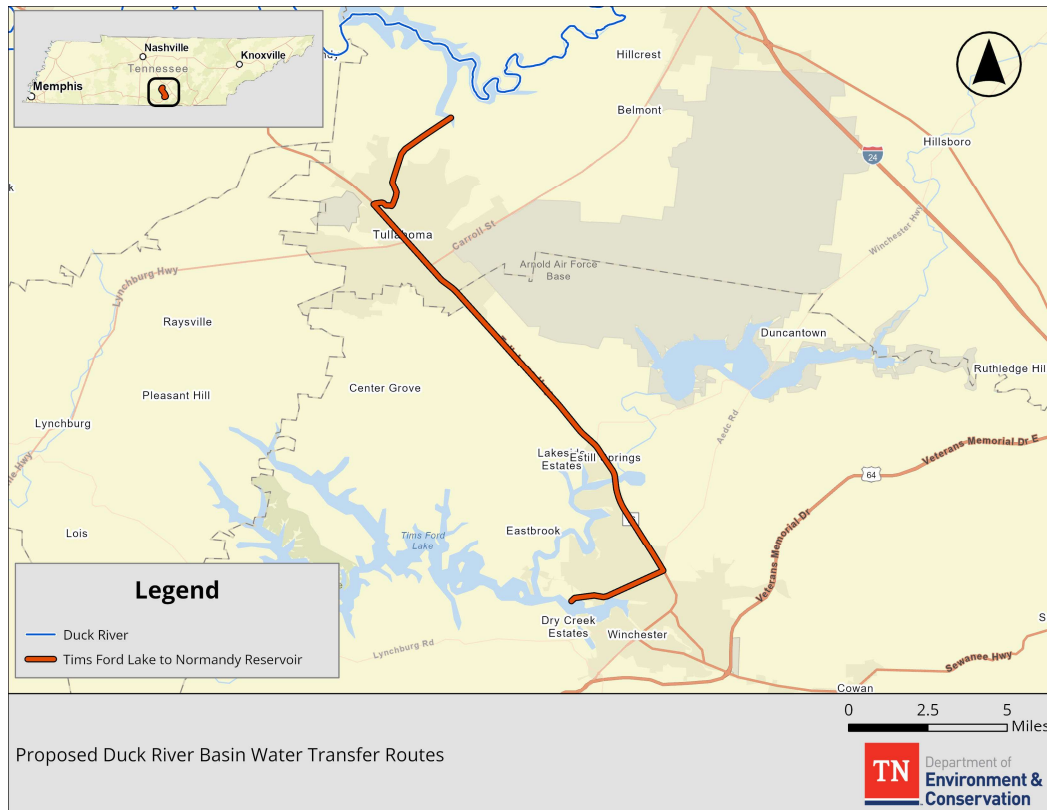 Nashville
Knoxville
Tennessee
Memphis
Hillcrest
Belmont
24
Hillsboro
Winchester Hwy
Tullahoma
Carroll St
Arnold Air Force
Base
Lynchburg Hwy
Raysville
Duncantown
Ruthledge Hil
Center Grove
Pleasant Hill
Lynchburg
Aedc Rd
Veterans Memorial Dr E
Lakeside
Estates
Estill Springs
64
le Hwy
Lois
Eastbrook
Tims Ford
Lake
Veterans Memorial Dr
Dry Creek
Estates
Winchester
S
Lynchburg Rd
Sewanee Hwy
Cowan
Legend
Duck River
Tims Ford Lake to Normandy Reservoir
0 2.5 5
Miles
Proposed Duck River Basin Water Transfer Routes
TN
Department of
Environment &
Conservation